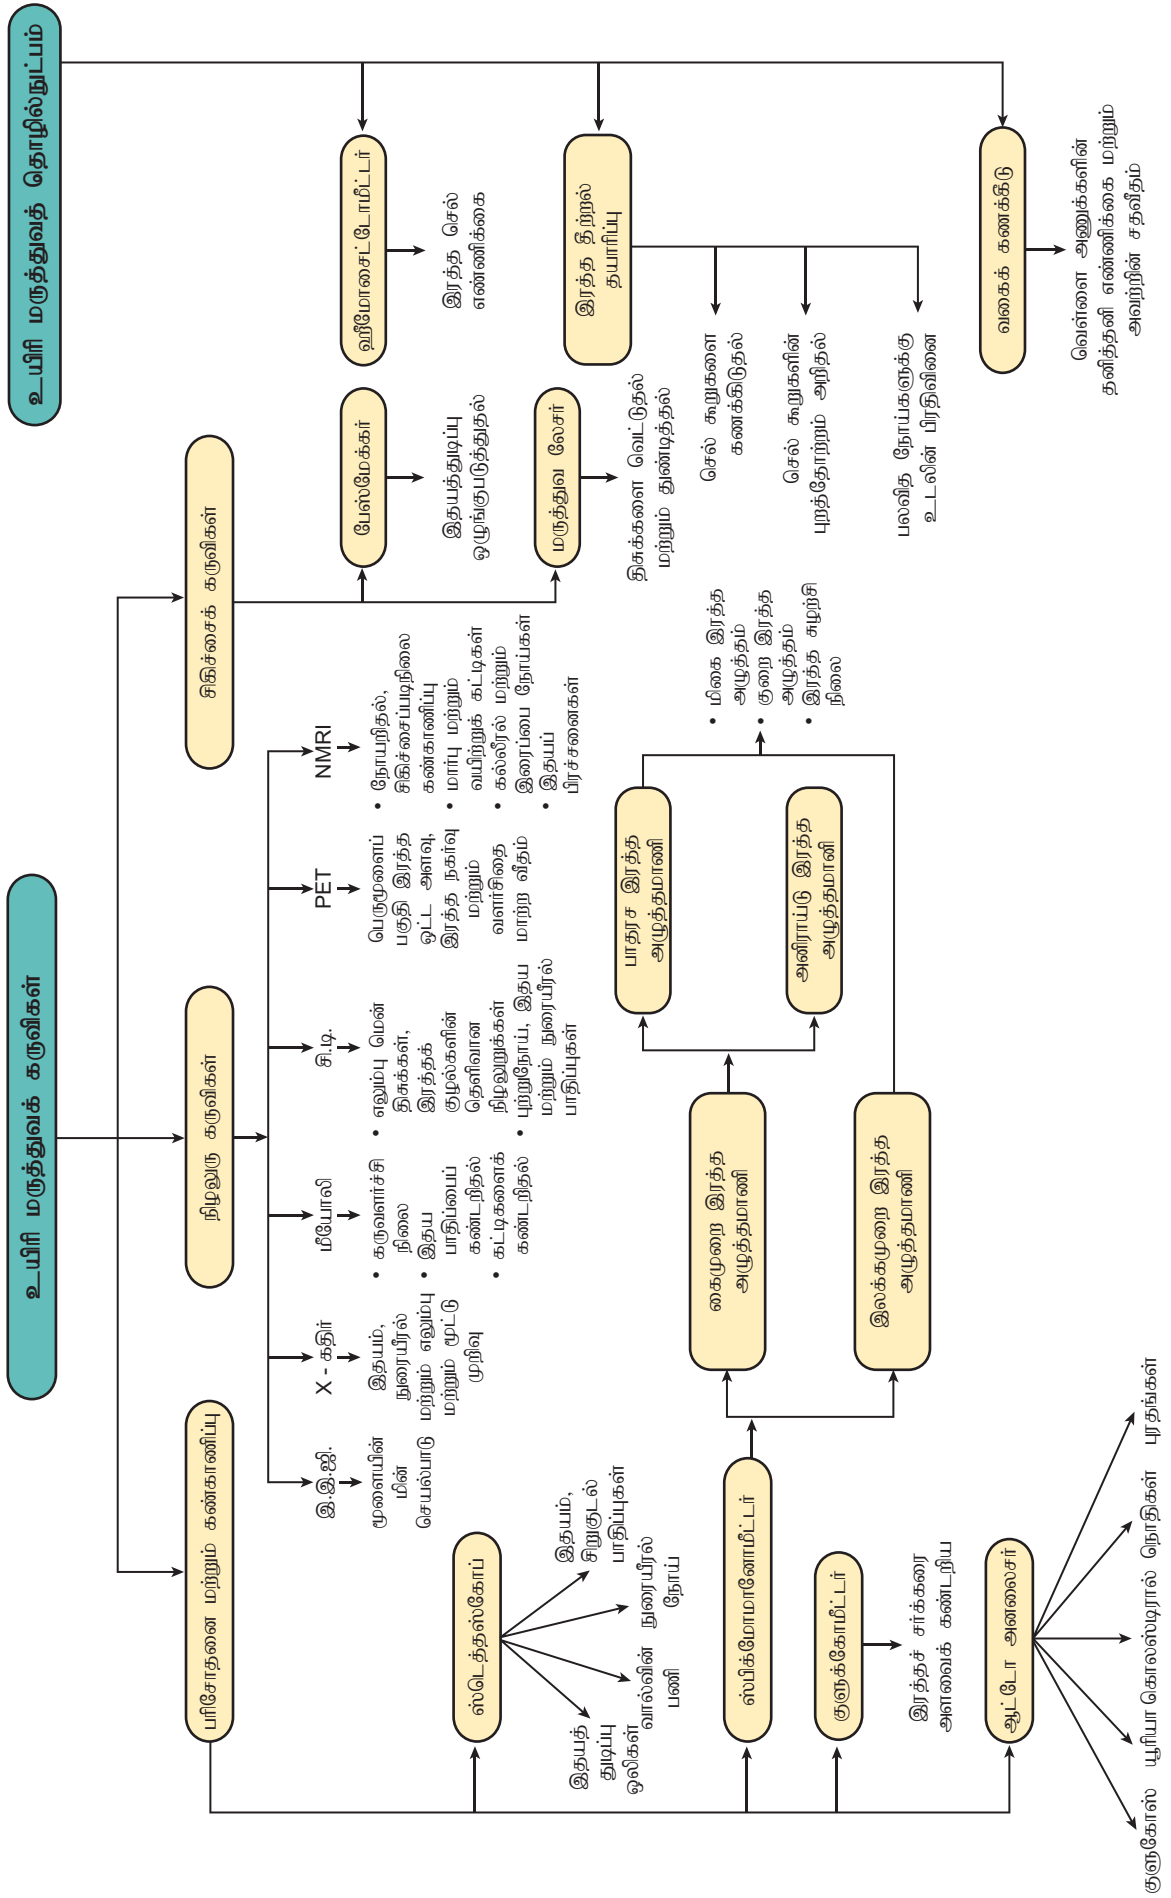 உயிரி மருத்துவக் கருவிகள்
உயிரி மருத்துவத் தொழில்நுட்பம்
பரிசோதனை மற்றும் கண்காணிப்பு
நிழலுரு கருவிகள்
சிகிச்சைக் கருவிகள்
இ.இ.ஜி.
மூளையின்
மின்
செயல்பாடு
X - கதிர்
இதயம்,
நுரையீரல்
மற்றும் எலும்பு
மற்றும் மூட்டு
முறிவு
மீயோலி
• கருவளர்ச்சி
நிலை
• இதய
பாதிப்பைப்
கண்டறிதல்
• கட்டிகளைக்
கண்டறிதல்
சி.டி.
• எலும்பு மென்
திசுக்கள்,
இரத்தக்
குழல்களின்
தெளிவான
நிழலுறுக்கள்
• புற்றுநோய், இதய
மற்றும் நுரையீரல்
பாதிப்புகள்
PET
பெருமூளைப்
பகுதி இரத்த
ஓட்ட அளவு,
இரத்த நகர்வு
மற்றும்
வளர்சிதை
மாற்ற வீதம்
NMRI
• நோயறிதல்,
சிகிச்சைப்படிநிலை
கண்காணிப்பு
• மார்பு மற்றும்
வயிற்றுக் கட்டிகள்
• கல்லீரல் மற்றும்
இரைப்பை நோய்கள்
• இதயப்
பிரச்சனைகள்
பேஸ்மேக்கர்
இதயத்துடிப்பு
ஒழுங்குபடுத்துதல்
மருத்துவ லேசர்
திசுக்களை வெட்டுதல்
மற்றும் துண்டித்தல்
ஹீமோசைட்டோமீட்டர்
இரத்த செல்
எண்ணிக்கை
இரத்த தீற்றல்
தயாரிப்பு
செல் கூறுகளை
கணக்கிடுதல்
செல் கூறுகளின்
புறத்தோற்றம் அறிதல்
பலவித நோய்களுக்கு
உடலின் பிரதிவினை
வகைக் கணக்கீடு
வெள்ளை அணுக்களின்
தனித்தனி எண்ணிக்கை மற்றும்
அவற்றின் சதவீதம்
ஸ்டெத்தஸ்கோப்
இதயத்
துடிப்பு
ஒலிகள்
வால்வின்
பணி
நுரையீரல்
நோய்
இதயம்,
சிறுகுடல்
பாதிப்புகள்
ஸ்பிக்மோமானோமீட்டர்
கைமுறை இரத்த
அழுத்தமாணி
இலக்கமுறை இரத்த
அழுத்தமாணி
பாதரச இரத்த
அழுத்தமாணி
அனிராய்டு இரத்த
அழுத்தமானி
• மிகை இரத்த
அழுத்தம்
• குறை இரத்த
அழுத்தம்
• இரத்த சுழற்சி
நிலை
குளுக்கோமீட்டர்
இரத்தச் சர்க்கரை
அளவைக் கண்டறிய
ஆட்டோ அனலைசர்
குளுகோஸ்
யூரியா
கொலஸ்டிரால்
நொதிகள்
புரதங்கள்